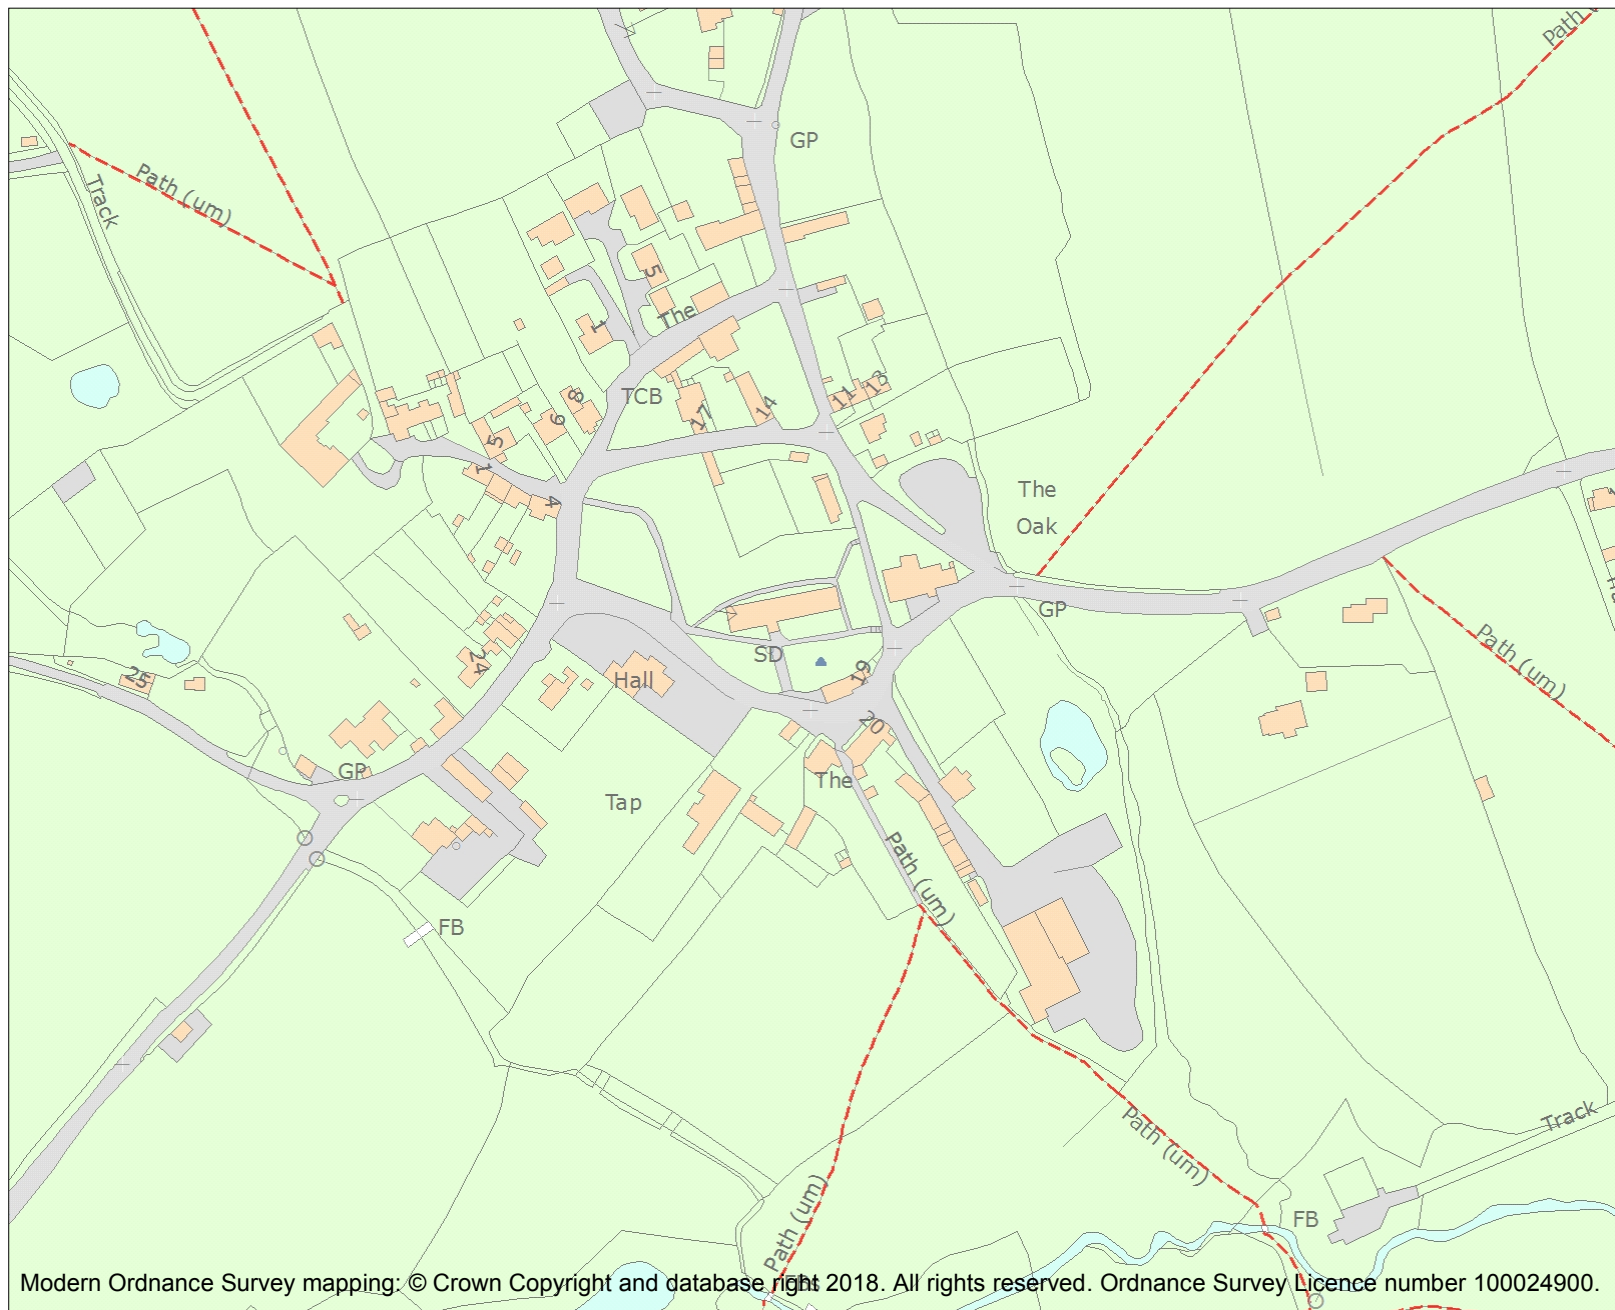 Path (u
GP
Track
Path (um)
5
The
1
TCB
8
6
17
14
11
13
5
1
4
The
Oak
GP
SD
24
Hall
19
25
20
Path (um)
GP
The
Tap
Path (um)
FB
Path (um)
Track
Path (um)
FB
FBs
Modern Ordnance Survey mapping: © Crown Copyright and database right 2018. All rights reserved. Ordnance Survey Licence number 100024900.